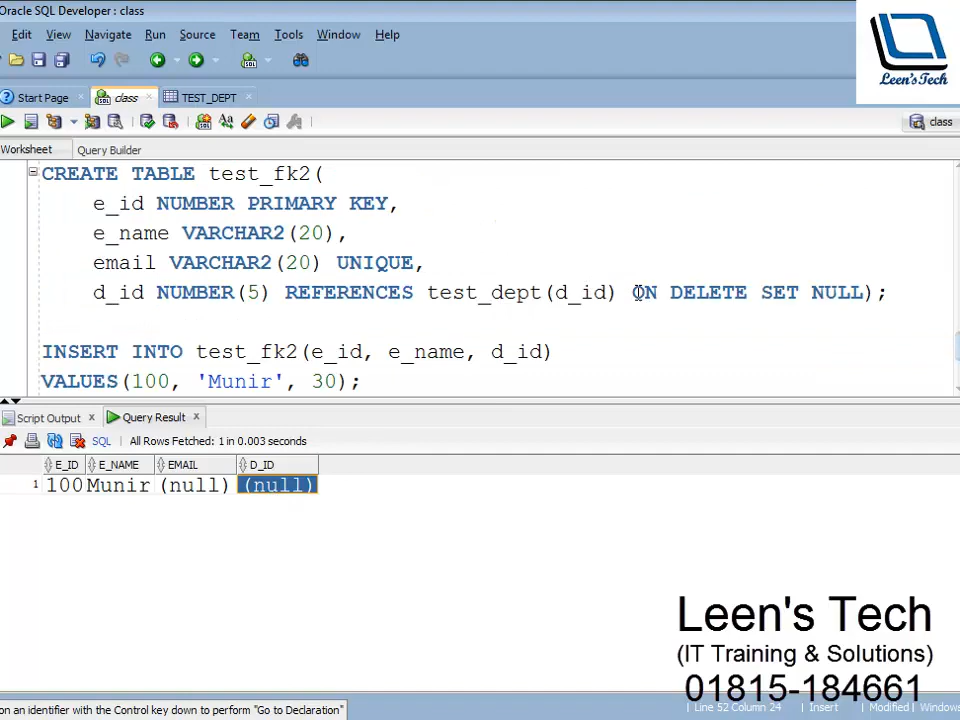 Oracle SQL Developer : class
Edit View Navigate Run Source Team Tools Window Help
Leen'sTech
Start Page class TEST_DEPT
class
Worksheet Query Builder
CREATE TABLE test_fk2(
e_id NUMBER PRIMARY KEY,
e_name VARCHAR2(20),
email VARCHAR2(20) UNIQUE,
d_id NUMBER(5) REFERENCES test_dept(d_id) ON DELETE SET NULL);
INSERT INTO test_fk2(e_id, e_name, d_id)
VALUES(100, 'Munir', 30);
Script Output Query Result
SQL All Rows Fetched: 1 in 0.003 seconds
E_ID E_NAME EMAIL D_ID
1 100 Munir (null) (null)
Leen's Tech
(IT Training & Solutions)
01815-184661
on an identifier with the Control key down to perform "Go to Declaration" Line 52 Column 24 Insert Modified Windows